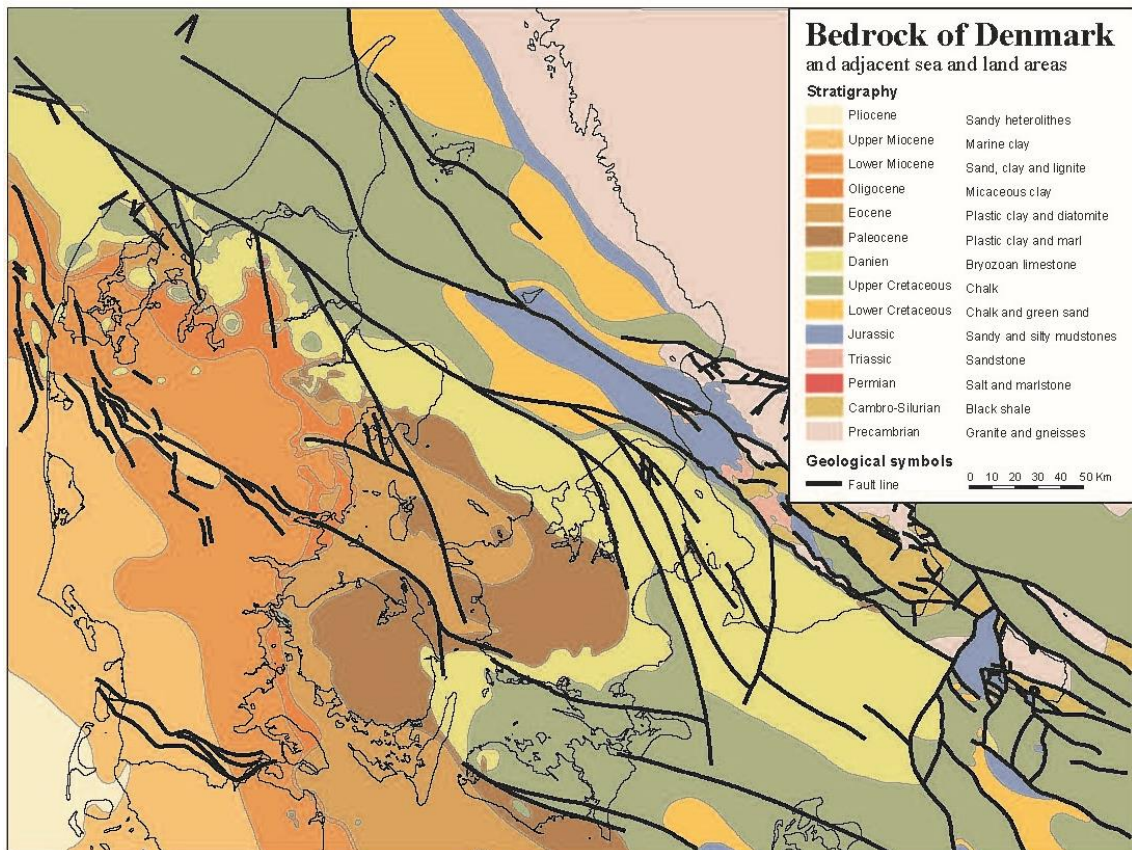 Bedrock of Denmark
and adjacent sea and land areas
Stratigraphy
Pliocene Sandy heterolithes
Upper Miocene Marine clay
Lower Miocene Sand, clay and lignite
Oligocene Micaceous clay
Eocene Plastic clay and diatomite
Paleocene Plastic clay and marl
Danien Bryozoan limestone
Upper Cretaceous Chalk
Lower Cretaceous Chalk and green sand
Jurassic Sandy and silty mudstones
Triassic Sandstone
Permian Salt and marlstone
Cambro-Silurian Black shale
Precambrian Granite and gneisses
Geological symbols
Fault line
0 10 20 30 40 50 Km